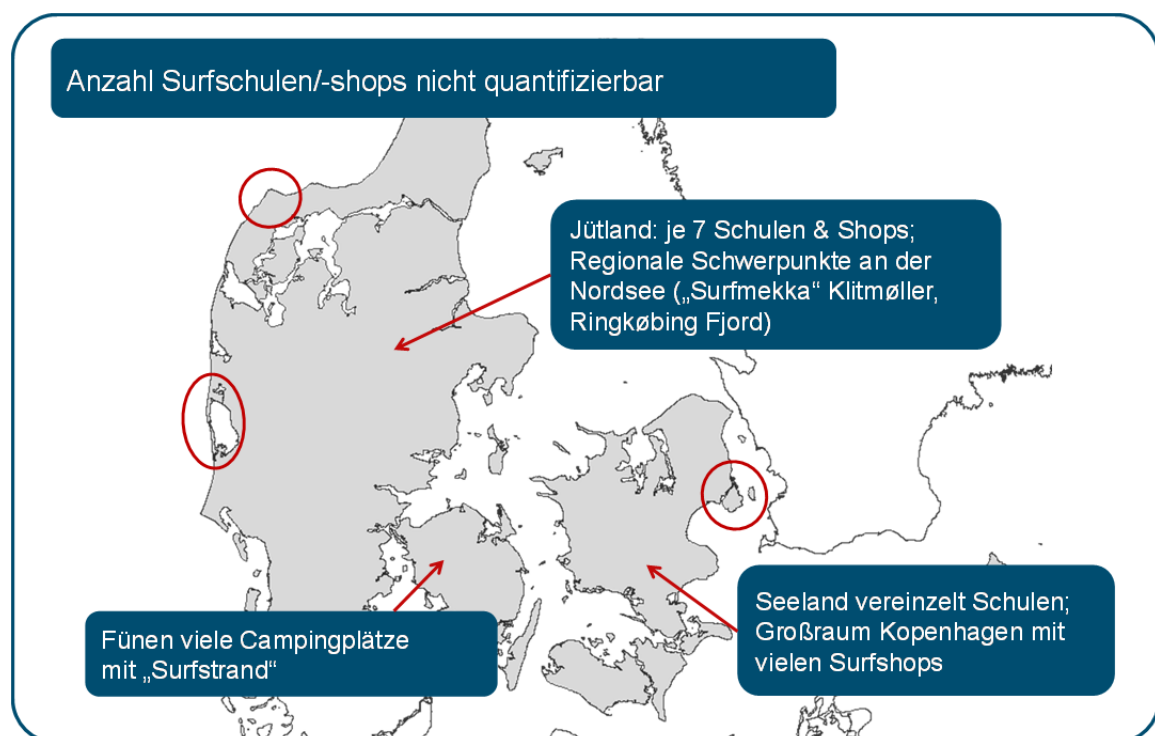 Anzahl Surfschulen/-shops nicht quantifizierbar
Jütland: je 7 Schulen & Shops;
Regionale Schwerpunkte an der
Nordsee („Surfmekka“ Klitmøller,
Ringkøbing Fjord)
Seeland vereinzelt Schulen;
Großraum Kopenhagen mit
vielen Surfshops
Fünen viele Campingplätze
mit „Surfstrand“